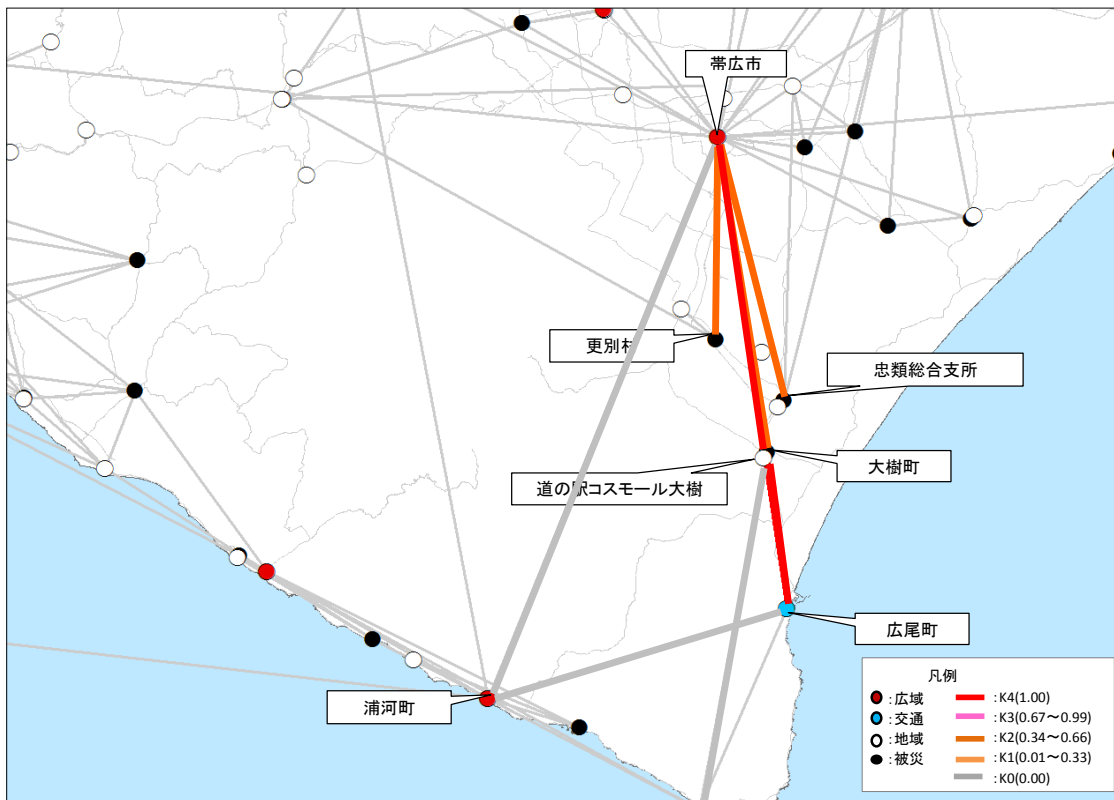 帯広市
更別村
忠類総合支所
大樹町
道の駅コスモール大樹
広尾町
浦河町
凡例
:広域
:K4(1.00)
:交通
:K3(0.67～0.99)
:地域
:K2(0.34～0.66)
:被災
:K1(0.01～0.33)
:K0(0.00)